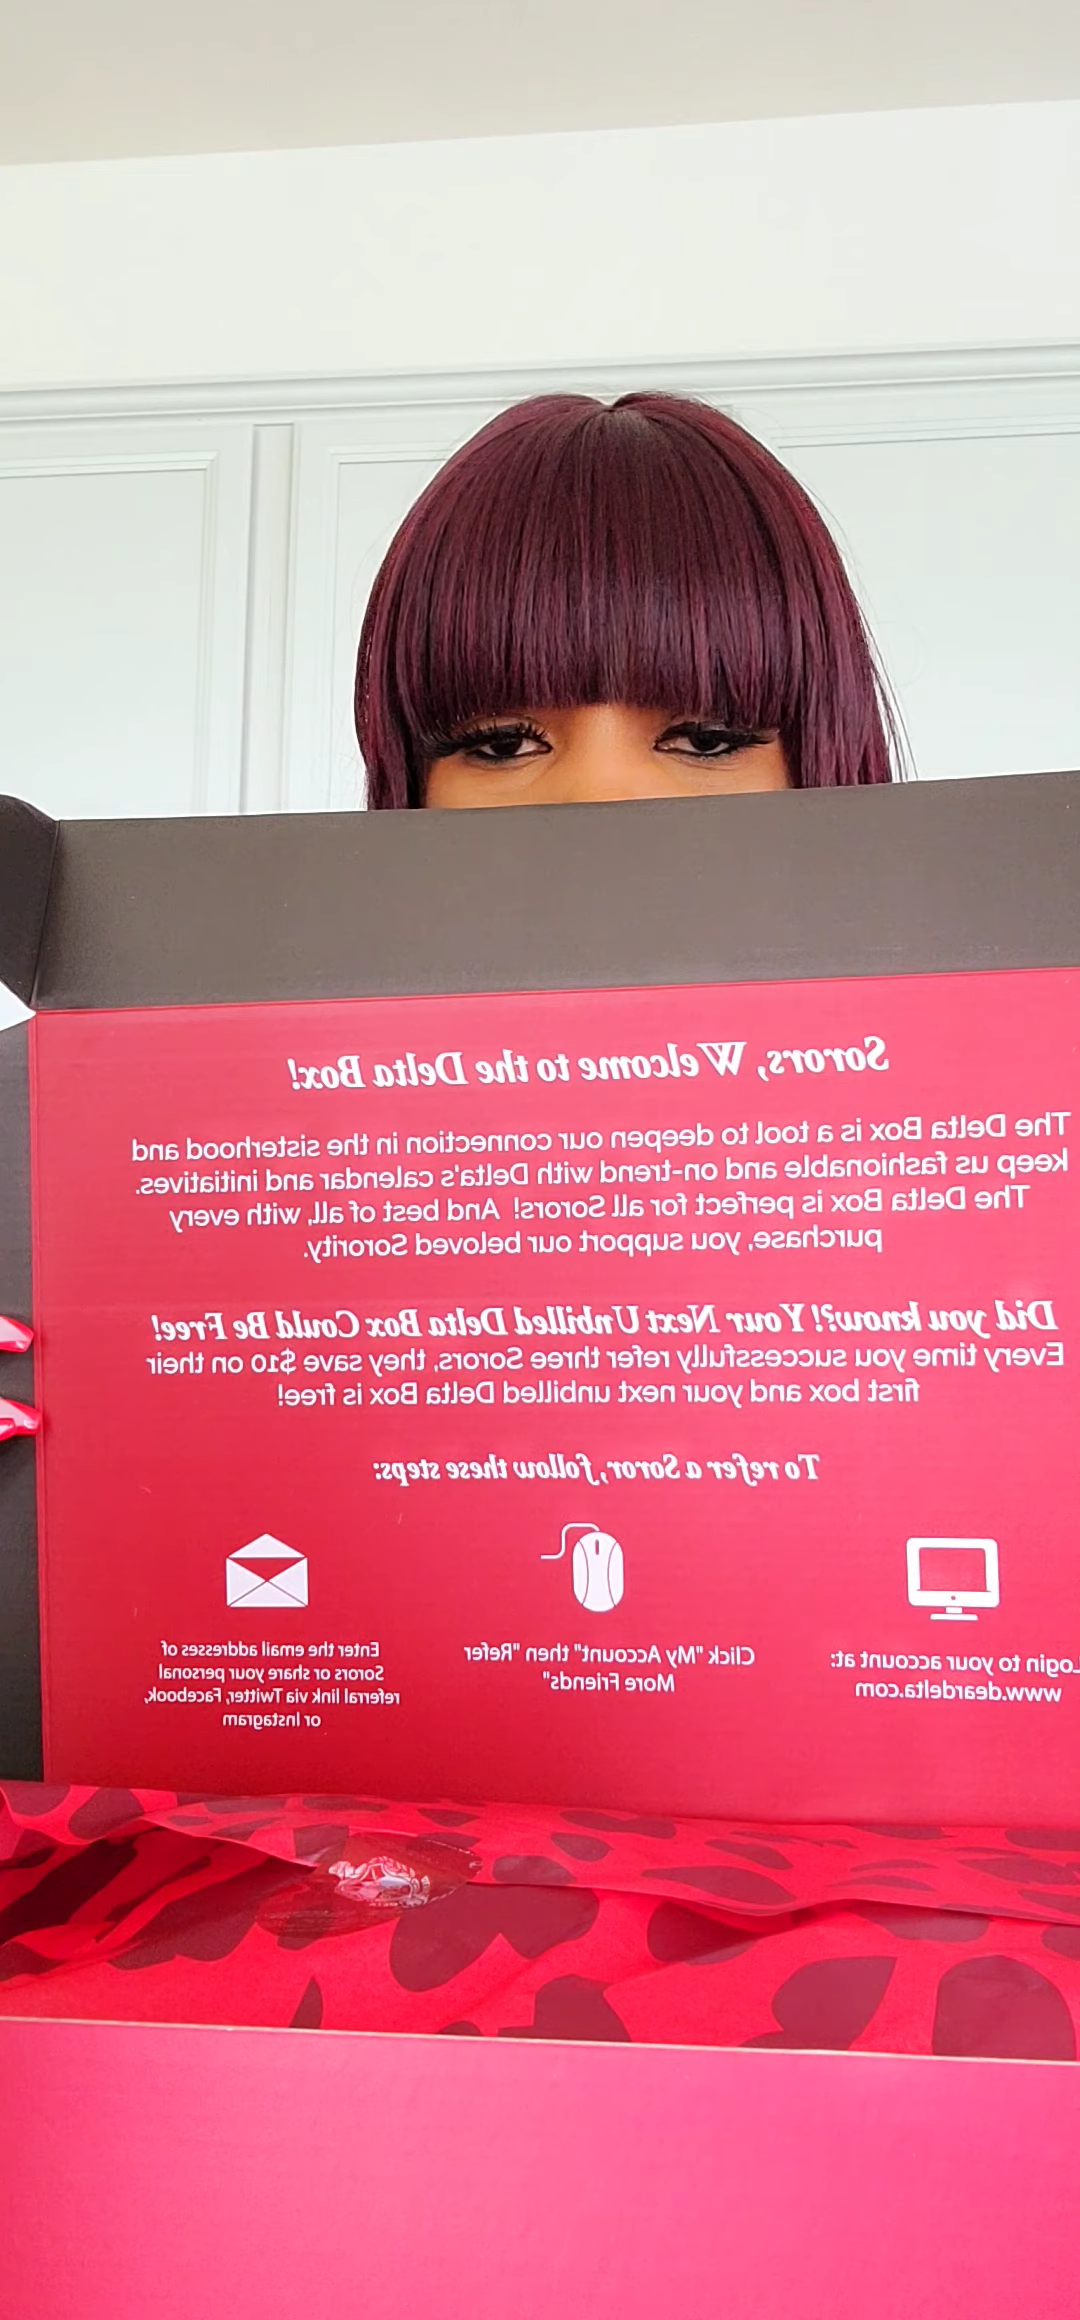 Sorors, Welcome to the Delta Box!
The Delta Box is a tool to deepen our connection in the sisterhood and
keep us fashionable and on-trend with Delta's calendar and initiatives.
The Delta Box is perfect for all Sorors! And best of all, with every
purchase, you support our beloved Sorority.
Did you know?! Your Next Unbilled Delta Box Could Be Free!
Every time you successfully refer three Sorors, they save $10 on their
first box and your next unbilled Delta Box is free!
To refer a Soror, follow these steps:
Login to your account at:
www.deardelta.com
Click "My Account" then "Refer
More Friends"
Enter the email addresses of
Sorors or share your personal
referral link via Twitter, Facebook,
or Instagram